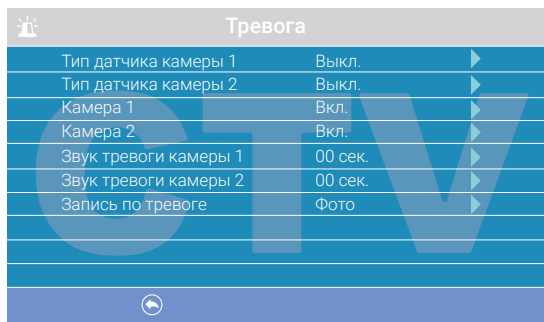 Тревога
Тип датчика камеры 1 Выкл.
Тип датчика камеры 2 Выкл.
Камера 1 Вкл.
Камера 2 Вкл.
Звук тревоги камеры 1 00 сек.
Звук тревоги камеры 2 00 сек.
Запись по тревоге Фото
CTV